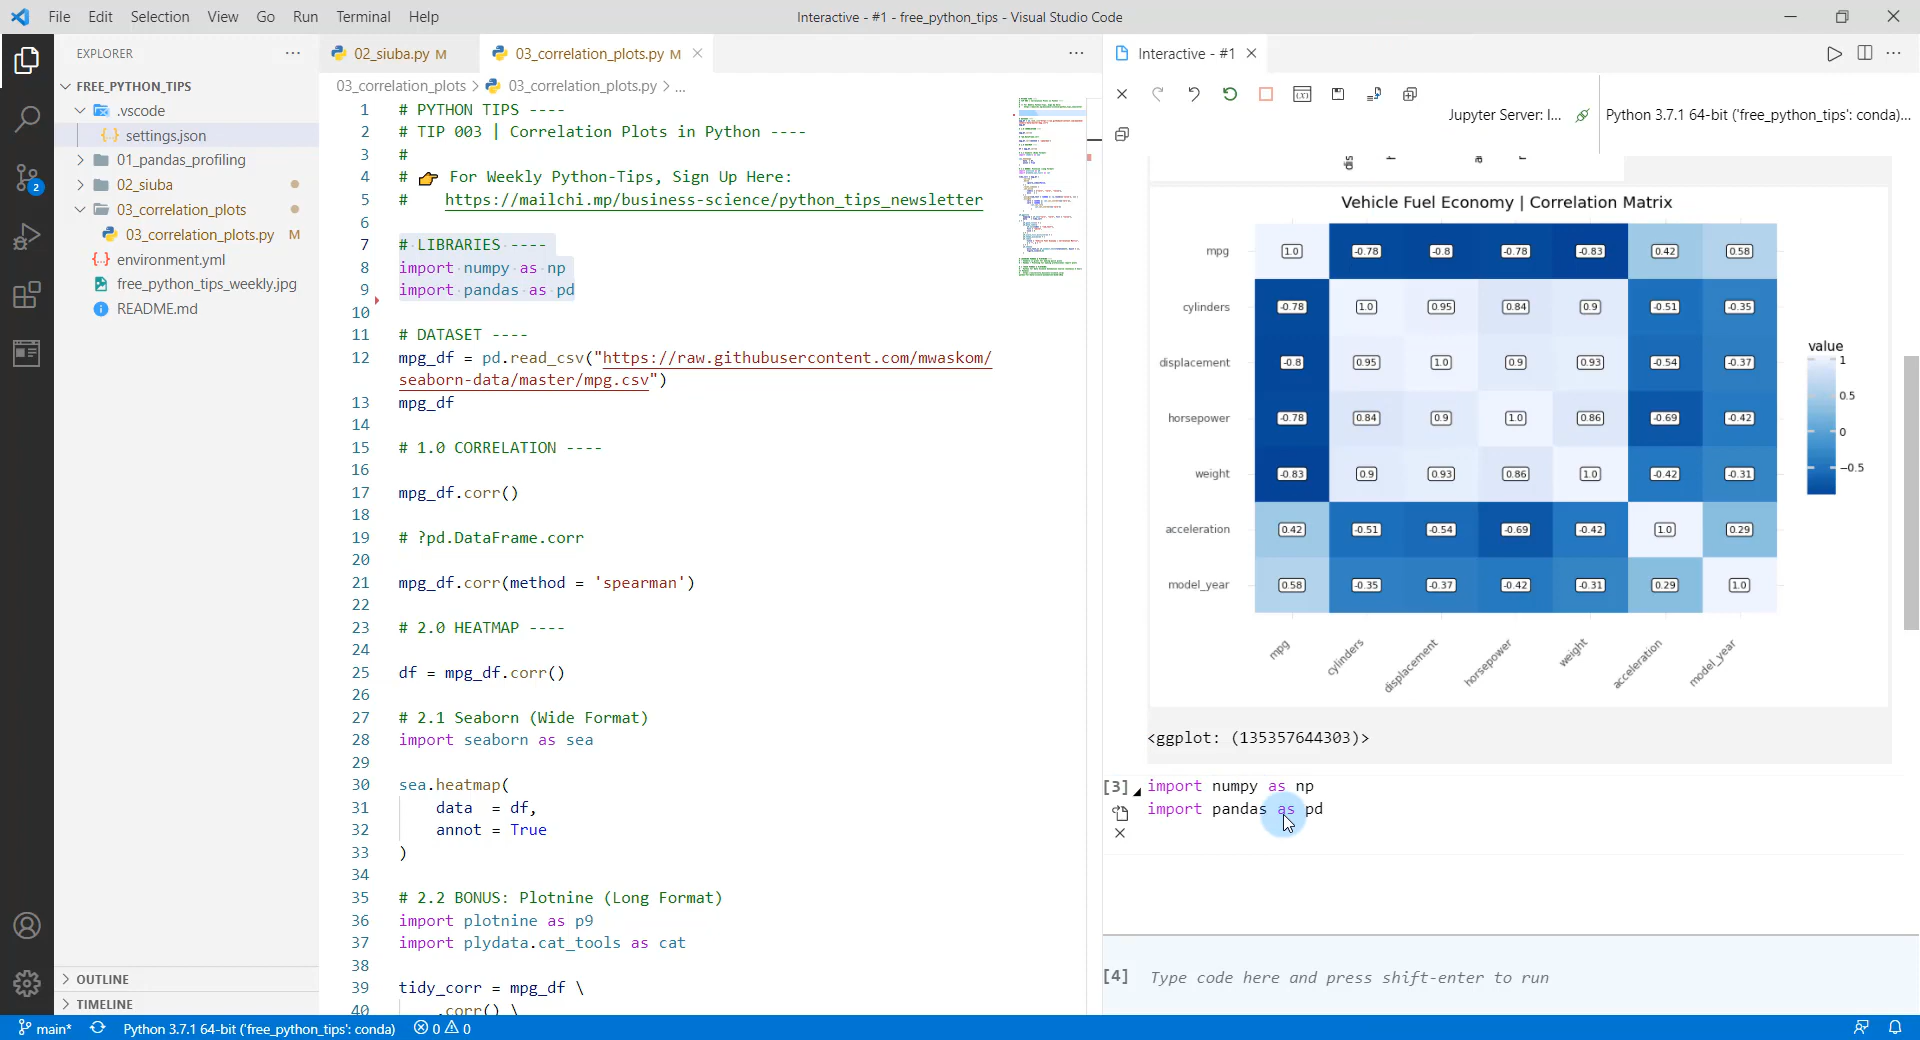 File Edit Selection View Go Run Terminal Help
Interactive - #1 - free_python_tips - Visual Studio Code
EXPLORER
FREE_PYTHON_TIPS
.vscode
settings.json
01_pandas_profiling
02_siuba
03_correlation_plots
03_correlation_plots.py M
environment.yml
free_python_tips_weekly.jpg
README.md
OUTLINE
TIMELINE
2
02_siuba.py M
03_correlation_plots.py M
03_correlation_plots > 03_correlation_plots.py > ...
1 # PYTHON TIPS ----
2 # TIP 003 | Correlation Plots in Python ----
3 #
4 # 👉 For Weekly Python-Tips, Sign Up Here:
5 # https://mailchi.mp/business-science/python_tips_newsletter
6
7 # LIBRARIES ----
8 import numpy as np
9 import pandas as pd
10
11 # DATASET ----
12 mpg_df = pd.read_csv("https://raw.githubusercontent.com/mwaskom/
seaborn-data/master/mpg.csv")
13 mpg_df
14
15 # 1.0 CORRELATION ----
16
17 mpg_df.corr()
18
19 # ?pd.DataFrame.corr
20
21 mpg_df.corr(method = 'spearman')
22
23 # 2.0 HEATMAP ----
24
25 df = mpg_df.corr()
26
27 # 2.1 Seaborn (Wide Format)
28 import seaborn as sea
29
30 sea.heatmap(
31 data = df,
32 annot = True
33 )
34
35 # 2.2 BONUS: Plotnine (Long Format)
36 import plotnine as p9
37 import plydata.cat_tools as cat
38
39 tidy_corr = mpg_df \
40 .corr() \
Interactive - #1
Jupyter Server: l...
Python 3.7.1 64-bit ('free_python_tips': conda)...
Vehicle Fuel Economy | Correlation Matrix
mpg 1.0 -0.78 -0.8 -0.78 -0.83 0.42 0.58
cylinders -0.78 1.0 0.95 0.84 0.9 -0.51 -0.35
displacement -0.8 0.95 1.0 0.9 0.93 -0.54 -0.37
horsepower -0.78 0.84 0.9 1.0 0.86 -0.69 -0.42
weight -0.83 0.9 0.93 0.86 1.0 -0.42 -0.31
acceleration 0.42 -0.51 -0.54 -0.69 -0.42 1.0 0.29
model_year 0.58 -0.35 -0.37 -0.42 -0.31 0.29 1.0
mpg cylinders displacement horsepower weight acceleration model_year
value
1
0.5
0
-0.5
<ggplot: (135357644303)>
[3] import numpy as np
import pandas as pd
[4] Type code here and press shift-enter to run
main* Python 3.7.1 64-bit ('free_python_tips': conda) 0 0